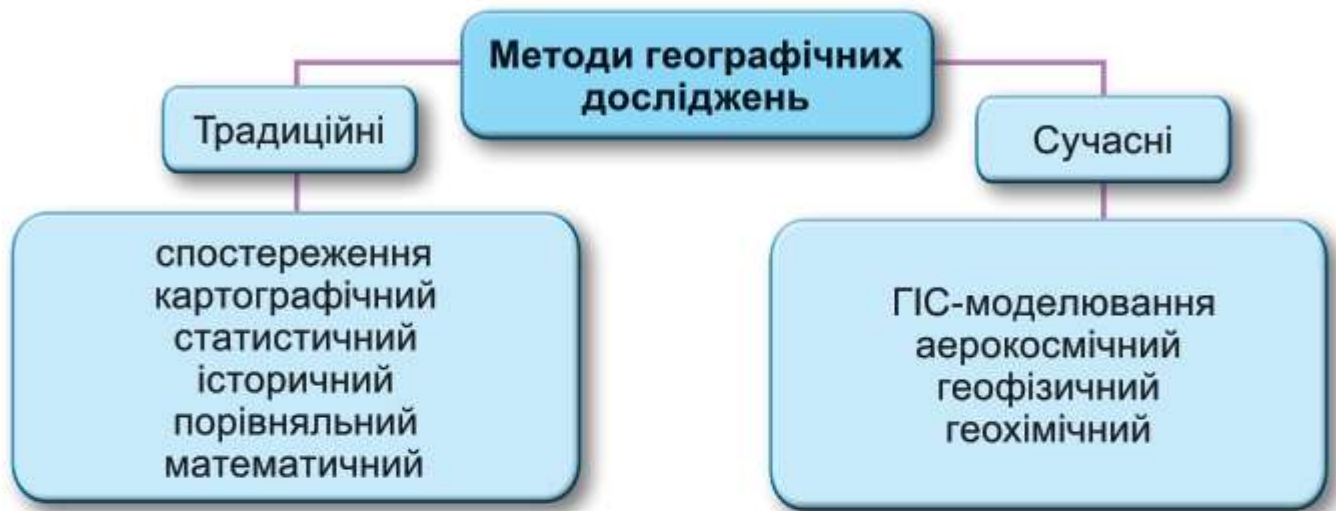 Методи географічних
досліджень
Традиційні
Сучасні
спостереження
картографічний
статистичний
історичний
порівняльний
математичний
ГІС-моделювання
аерокосмічний
геофізичний
геохімічний